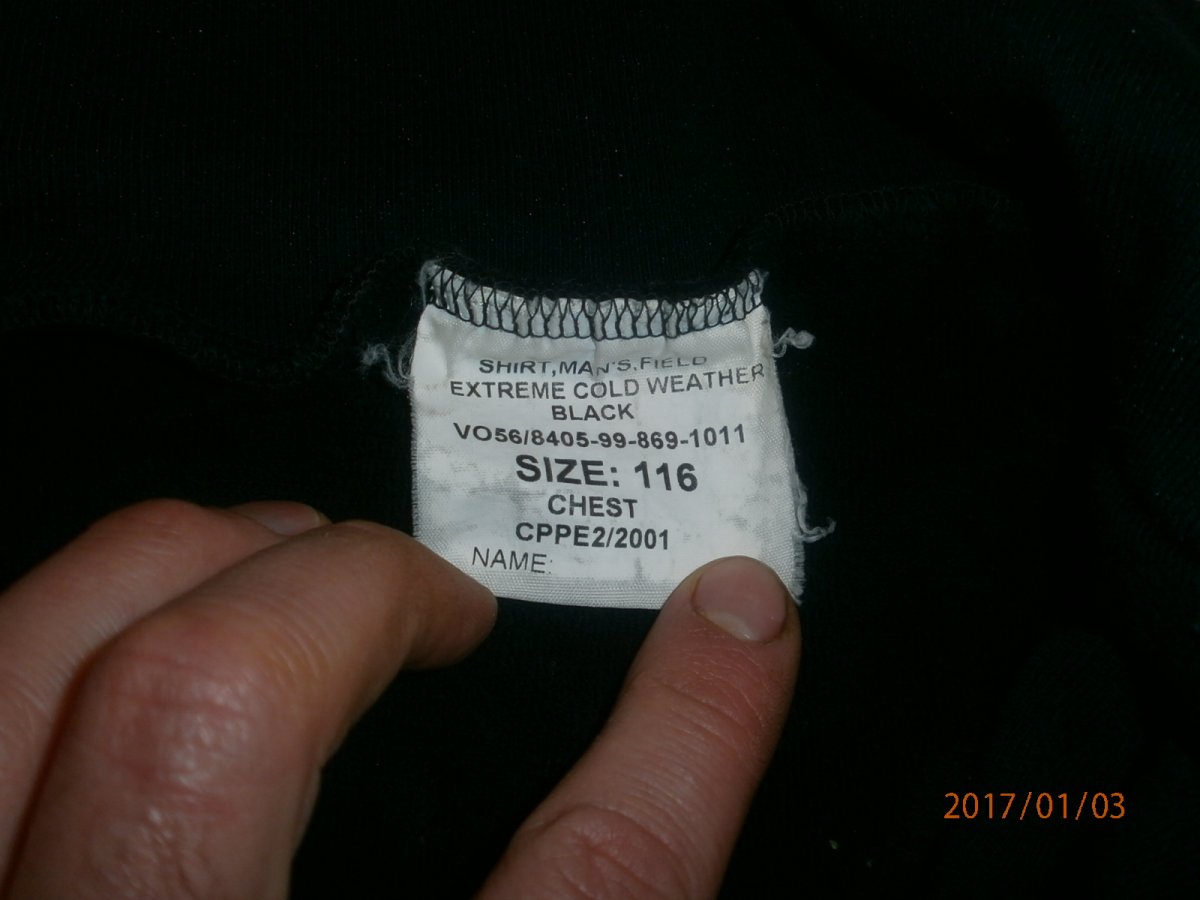 SHIRT,MAN'S,FIELD
EXTREME COLD WEATHER
BLACK
VO56/8405-99-869-1011
SIZE: 116
CHEST
CPPE2/2001
NAME:
2017/01/03